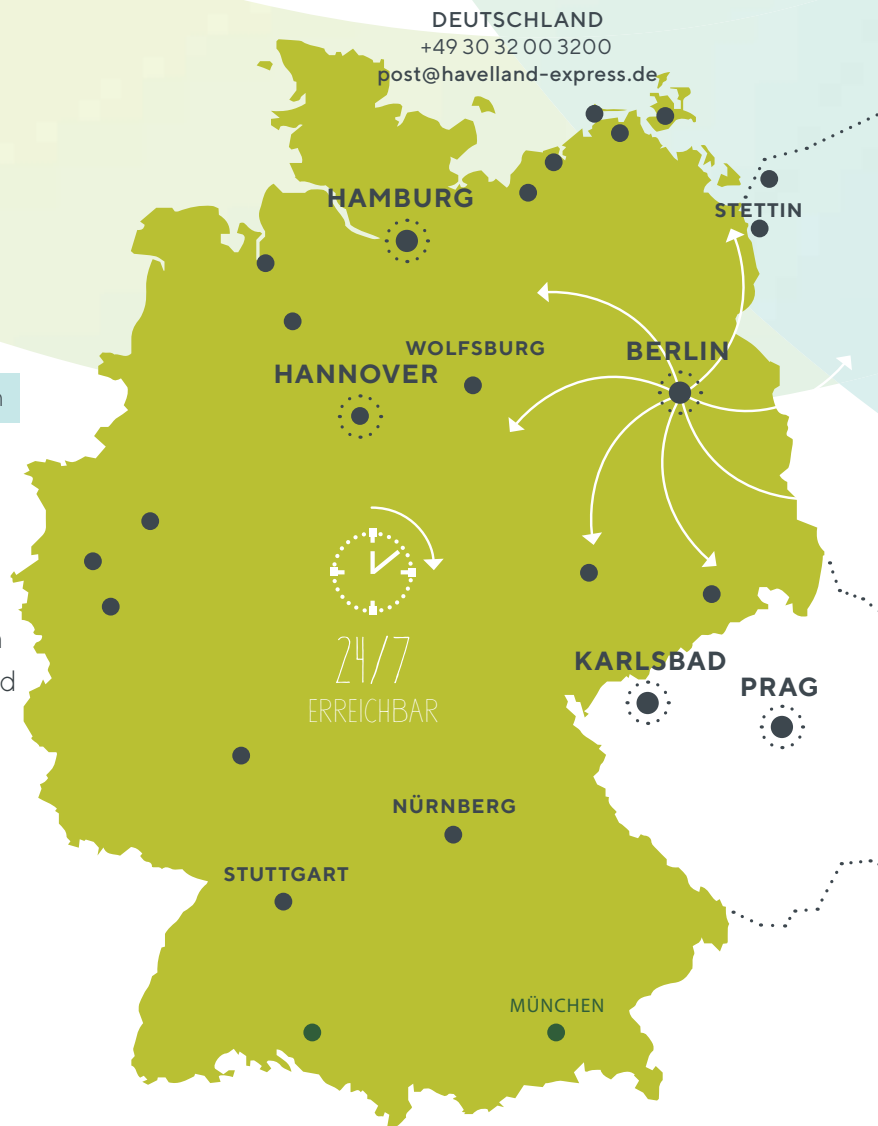 DEUTSCHLAND
+49 30 32 00 3200
post@havelland-express.de
HAMBURG
STETTIN
WOLFSBURG
BERLIN
HANNOVER
24/7
ERREICHBAR
KARLSBAD
PRAG
NÜRNBERG
STUTTGART
MÜNCHEN